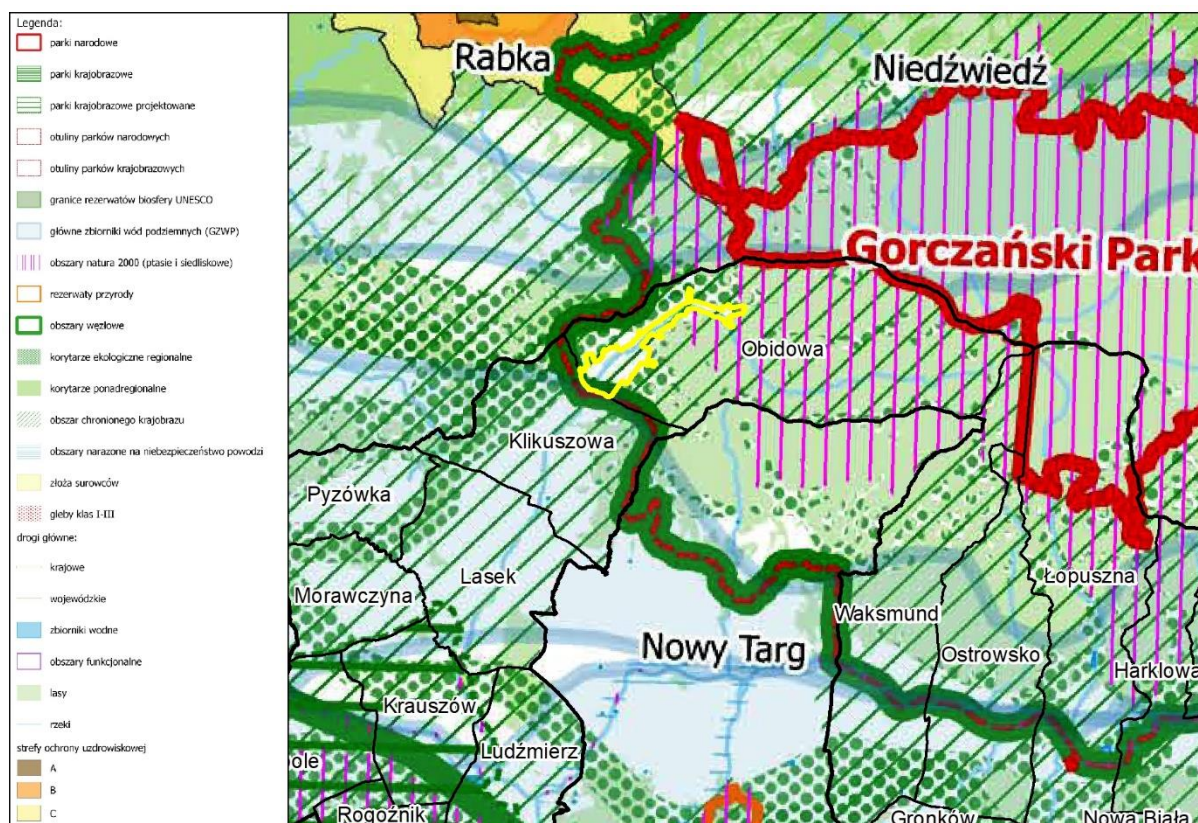 Legenda:
parki narodowe
parki krajobrazowe
parki krajobrazowe projektowane
otuliny parków narodowych
otuliny parków krajobrazowych
granice rezerwatów biosfery UNESCO
główne zbiorniki wód podziemnych (GZWP)
obszary natura 2000 (ptasie i siedliskowe)
rezerwaty przyrody
obszary węzłowe
korytarze ekologiczne regionalne
korytarze ponadregionalne
obszar chronionego krajobrazu
obszary narazone na niebezpieczeństwo powodzi
złoża surowców
gleby klas I-III
drogi główne:
krajowe
wojewódzkie
zbiorniki wodne
obszary funkcjonalne
lasy
rzeki
strefy ochrony uzdrowiskowej
A
B
C
Rabka
Niedźwiedź
Gorczański Park
Obidowa
Klikuszowa
Pyzówka
Lasek
Łopuszna
Morawczyna
Waksmund
Nowy Targ
Ostrowsko
Harklowa
Krauszów
Ludźmierz
ole
Rogoźnik
Gronków
Nowa Biała